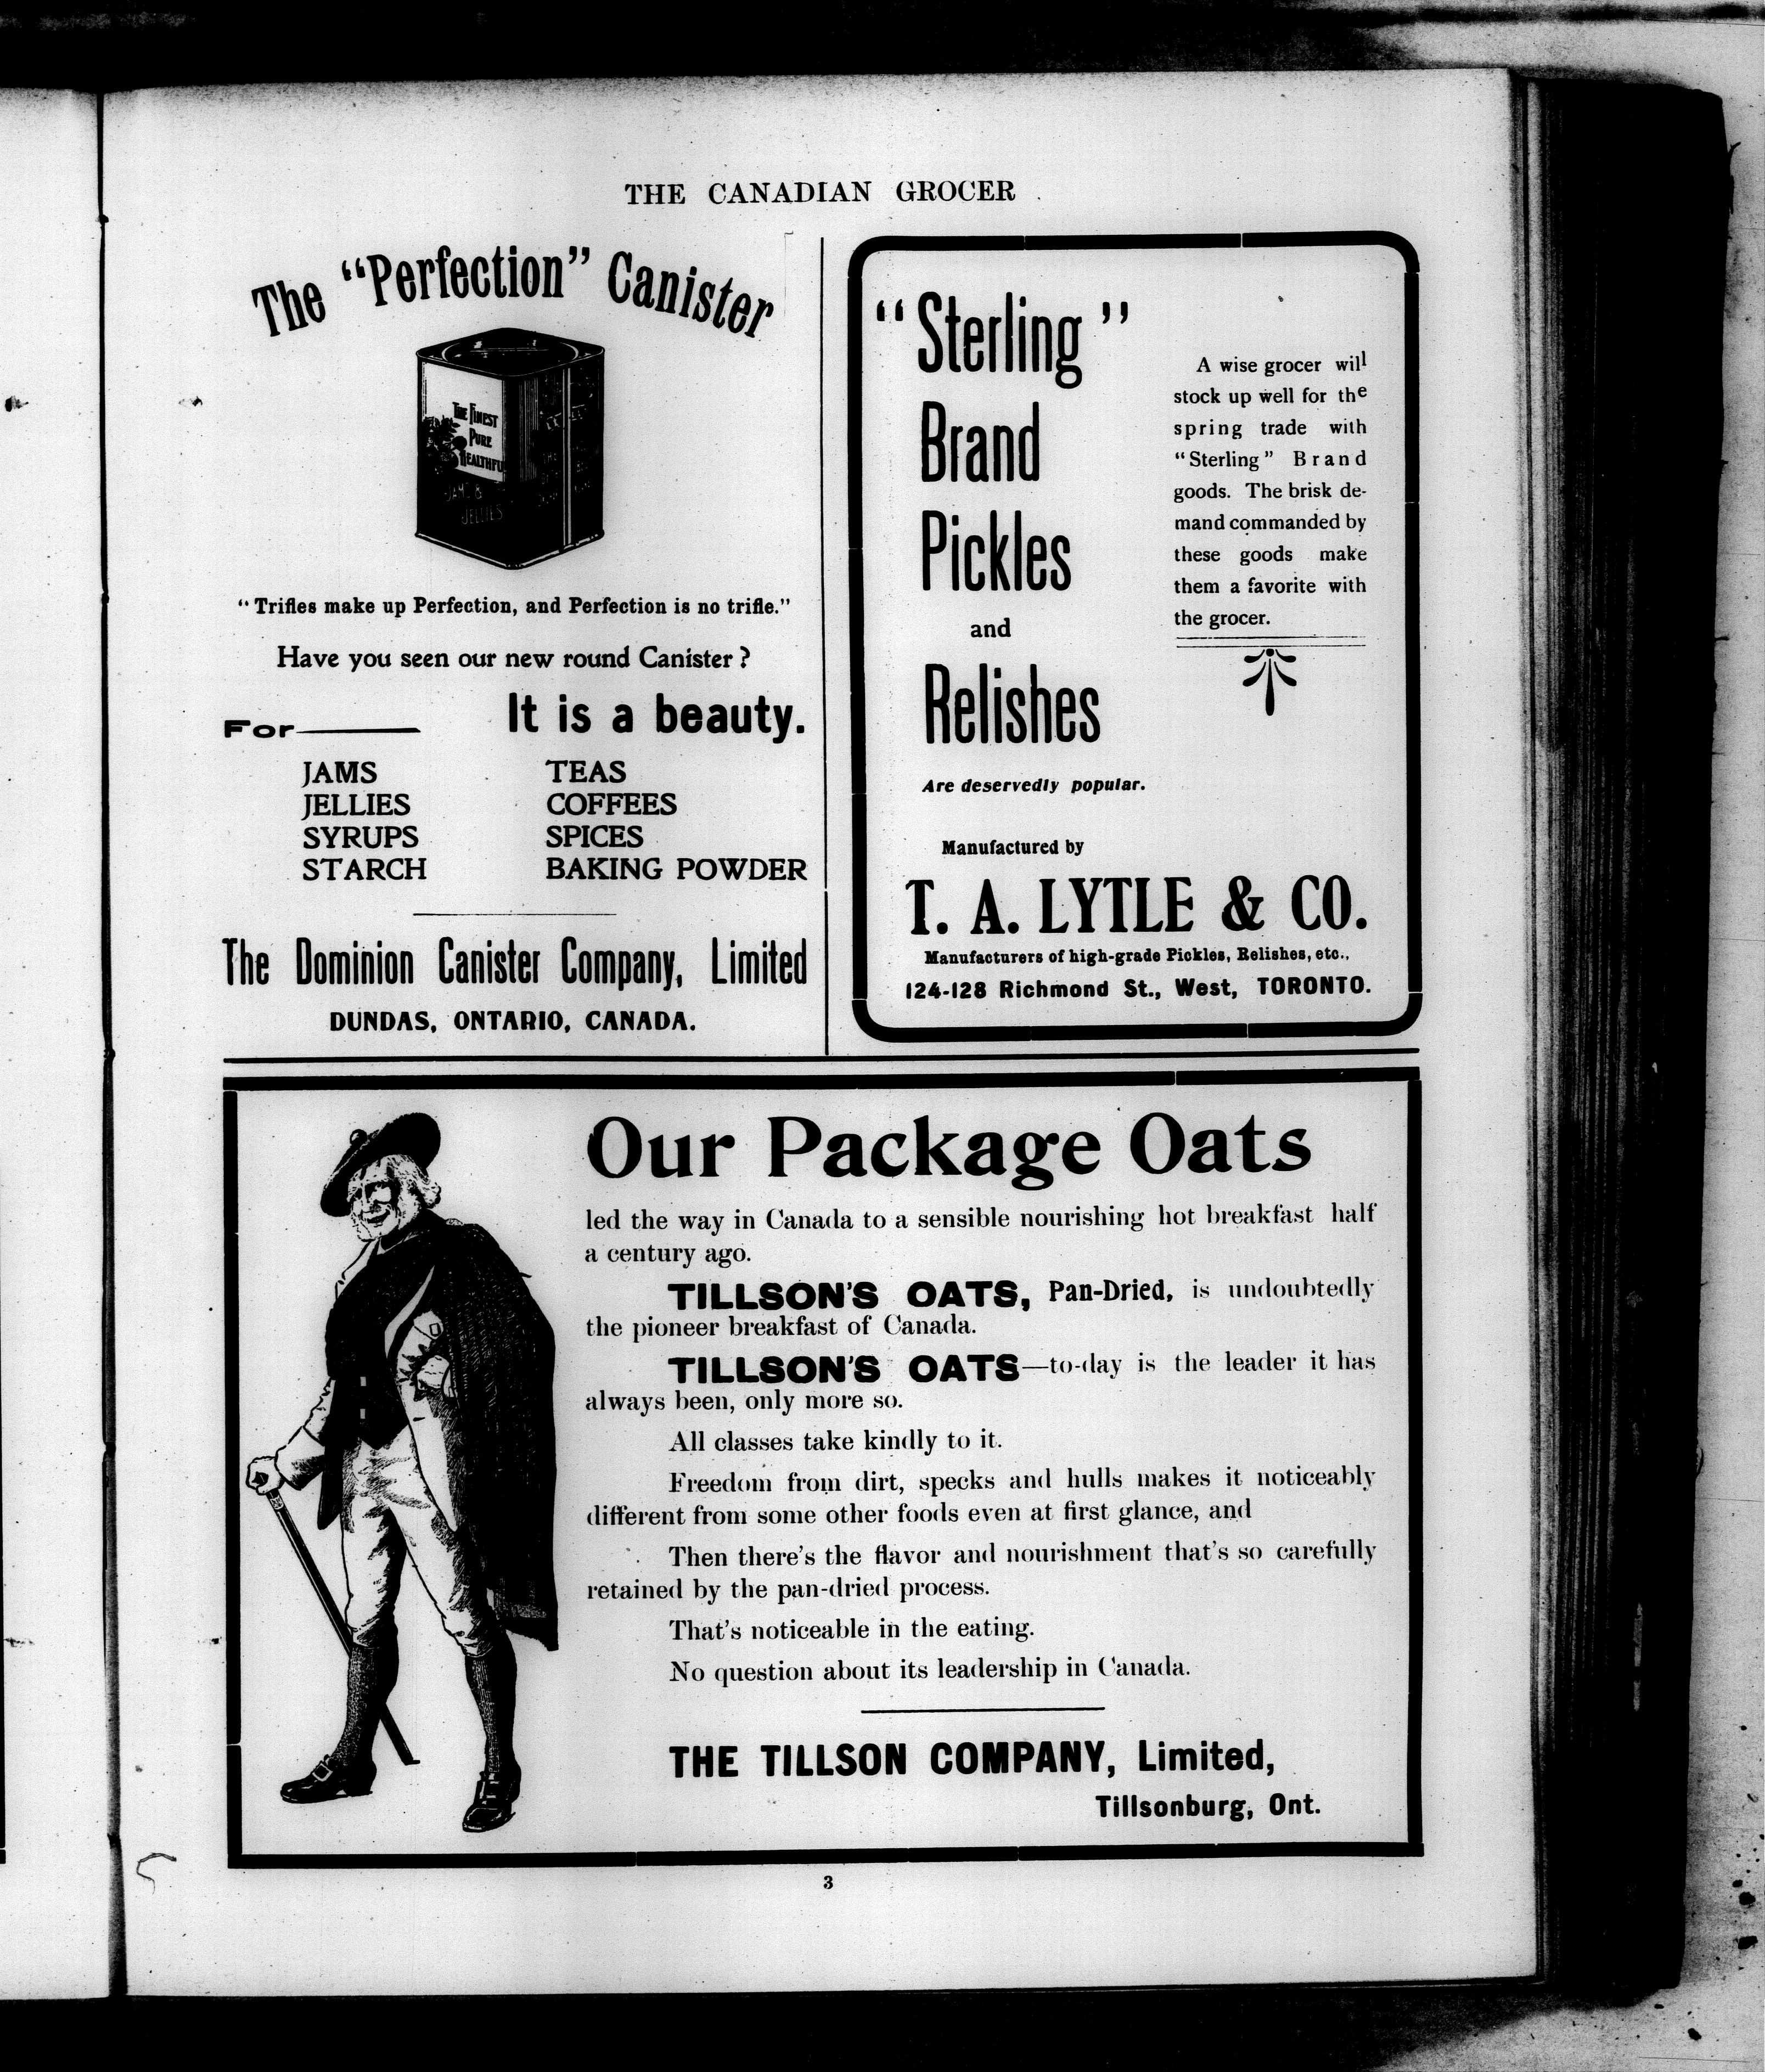 THE CANADIAN GROCER
The "Perfection" Canister
THE FINEST
PURE
JELLIES
"Trifles make up Perfection, and Perfection is no trifle."
Have you seen our new round Canister?
It is a beauty.
For
JAMS
JELLIES
SYRUPS
STARCH
TEAS
COFFEES
SPICES
BAKING POWDER
The Dominion Canister Company, Limited
DUNDAS, ONTARIO, CANADA.
"Sterling"
Brand
Pickles
and
Relishes
Are deservedly popular.
A wise grocer will
stock up well for the
spring trade with
"Sterling" Brand
goods. The brisk de-
mand commanded by
these goods make
them a favorite with
the grocer.
Manufactured by
T. A. LYTLE & CO.
Manufacturers of high-grade Pickles, Relishes, etc.,
124-128 Richmond St., West, TORONTO.
Our Package Oats
led the way in Canada to a sensible nourishing hot breakfast half
a century ago.
TILLSON'S OATS, Pan-Dried, is undoubtedly
the pioneer breakfast of Canada.
TILLSON'S OATS—to-day is the leader it has
always been, only more so.
All classes take kindly to it.
Freedom from dirt, specks and hulls makes it noticeably
different from some other foods even at first glance, and
Then there's the flavor and nourishment that's so carefully
retained by the pan-dried process.
That's noticeable in the eating.
No question about its leadership in Canada.
THE TILLSON COMPANY, Limited,
Tillsonburg, Ont.
3